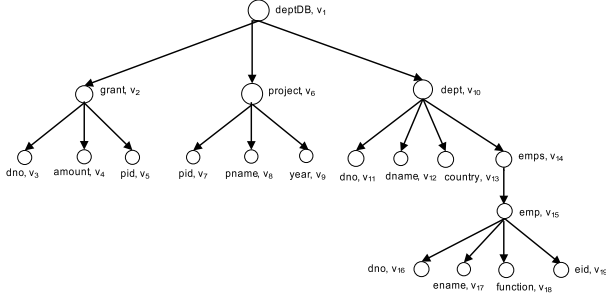 deptDB, v1
grant, v2
project, v6
dept, v10
dno, v3
amount, v4
pid, v5
pid, v7
pname, v8
year, v9
dno, v11
dname, v12
country, v13
emps, v14
emp, v15
dno, v16
ename, v17
function, v18
eid, v19